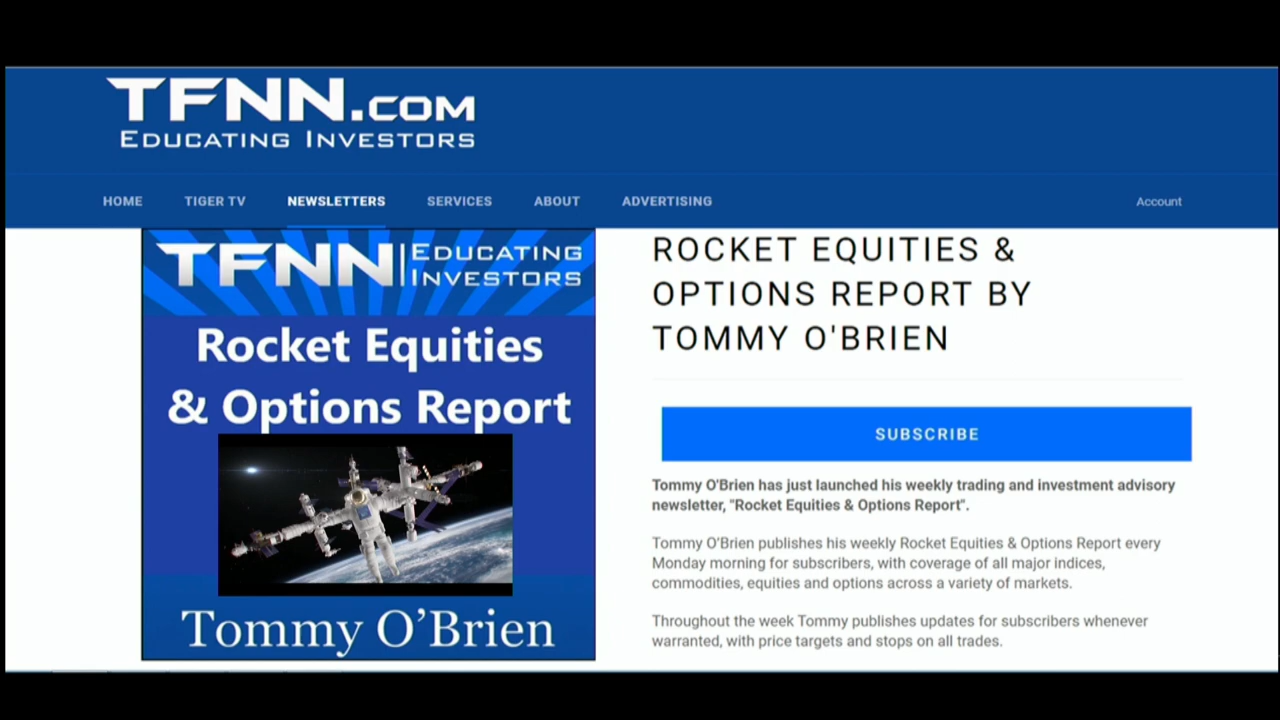 TFNN.COM
EDUCATING INVESTORS
HOME TIGER TV NEWSLETTERS SERVICES ABOUT ADVERTISING Account
TFNN | EDUCATING
INVESTORS
Rocket Equities
& Options Report
Tommy O’Brien
ROCKET EQUITIES &
OPTIONS REPORT BY
TOMMY O'BRIEN
SUBSCRIBE
Tommy O'Brien has just launched his weekly trading and investment advisory
newsletter, "Rocket Equities & Options Report".
Tommy O’Brien publishes his weekly Rocket Equities & Options Report every
Monday morning for subscribers, with coverage of all major indices,
commodities, equities and options across a variety of markets.
Throughout the week Tommy publishes updates for subscribers whenever
warranted, with price targets and stops on all trades.